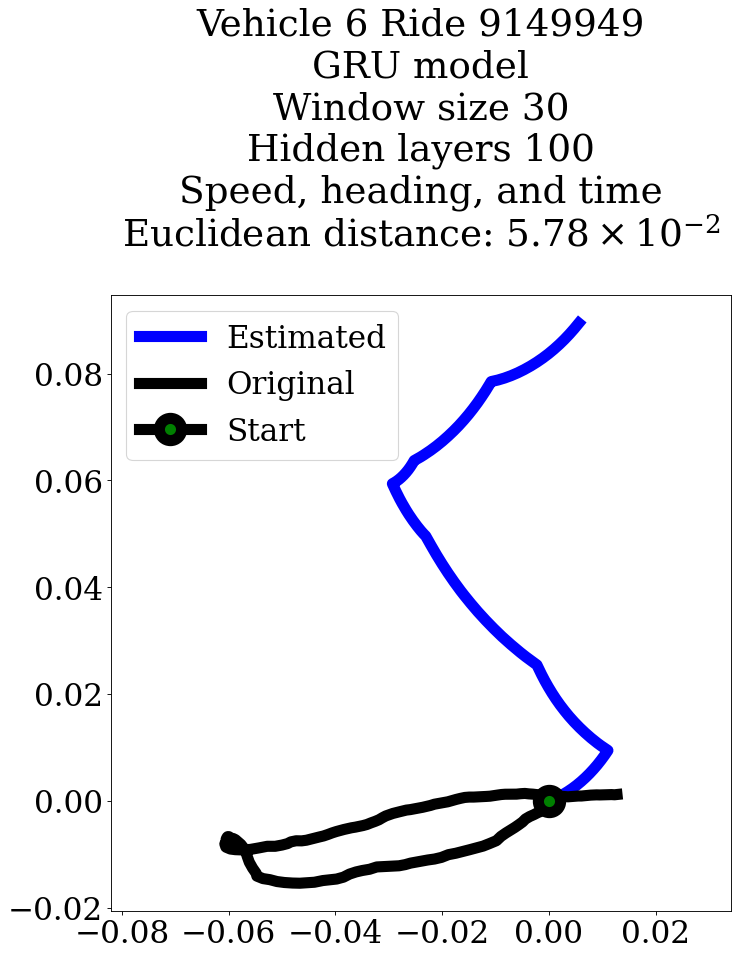 Vehicle 6 Ride 9149949
GRU model
Window size 30
Hidden layers 100
Speed, heading, and time
Euclidean distance: 5.78 × 10⁻²
Estimated
Original
Start
0.08
0.06
0.04
0.02
0.00
−0.02
−0.08 −0.06 −0.04 −0.02 0.00 0.02